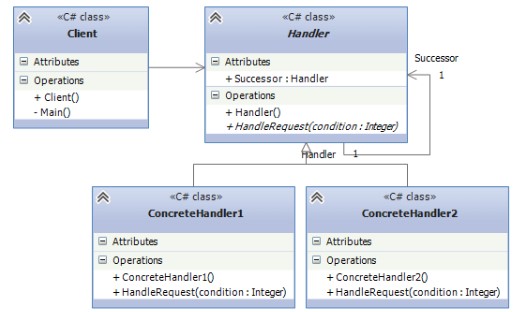 «C# class»
Client
Attributes
Operations
+ Client()
- Main()
«C# class»
Handler
Attributes
+ Successor : Handler
Operations
+ Handler()
+ HandleRequest(condition : Integer)
Successor
1
Handler 1
«C# class»
ConcreteHandler1
Attributes
Operations
+ ConcreteHandler1()
+ HandleRequest(condition : Integer)
«C# class»
ConcreteHandler2
Attributes
Operations
+ ConcreteHandler2()
+ HandleRequest(condition : Integer)